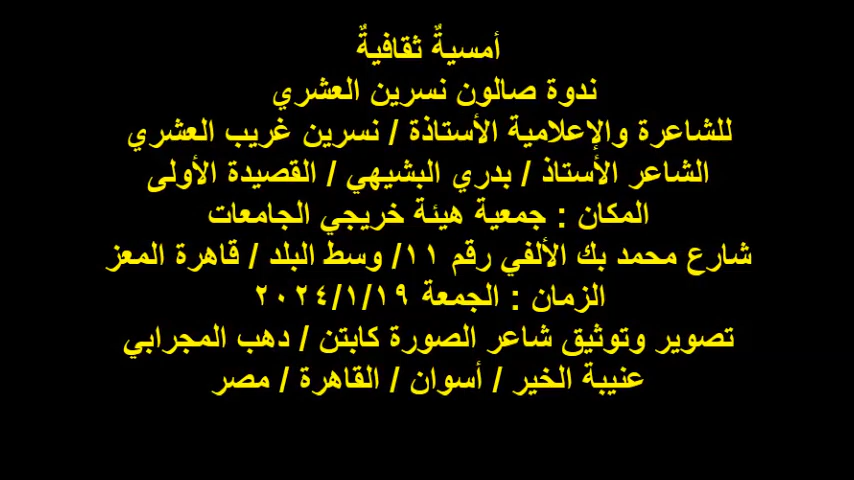 أمسيةٌ ثقافيةٌ
ندوة صالون نسرين العشري
للشاعرة والإعلامية الأستاذة / نسرين غريب العشري
الشاعر الأستاذ / بدري البشيهي / القصيدة الأولى
المكان : جمعية هيئة خريجي الجامعات
شارع محمد بك الألفي رقم ١١/ وسط البلد / قاهرة المعز
الزمان : الجمعة ٢٠٢٤/١/١٩
تصوير وتوثيق شاعر الصورة كابتن / دهب المجرابي
عنيبة الخير / أسوان / القاهرة / مصر